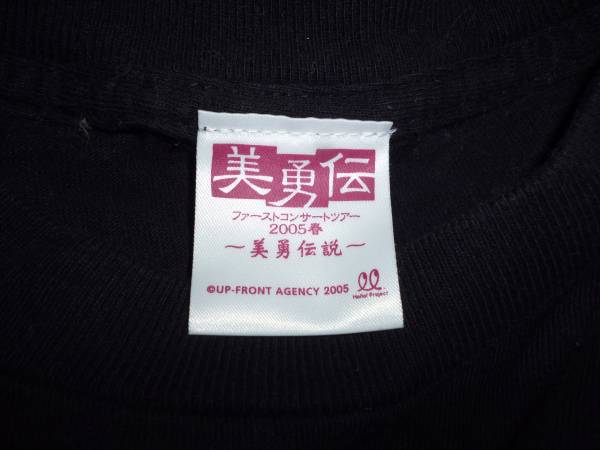 美勇伝
ファーストコンサートツアー
2005春
～美勇伝説～
©UP-FRONT AGENCY 2005
Hello! Project